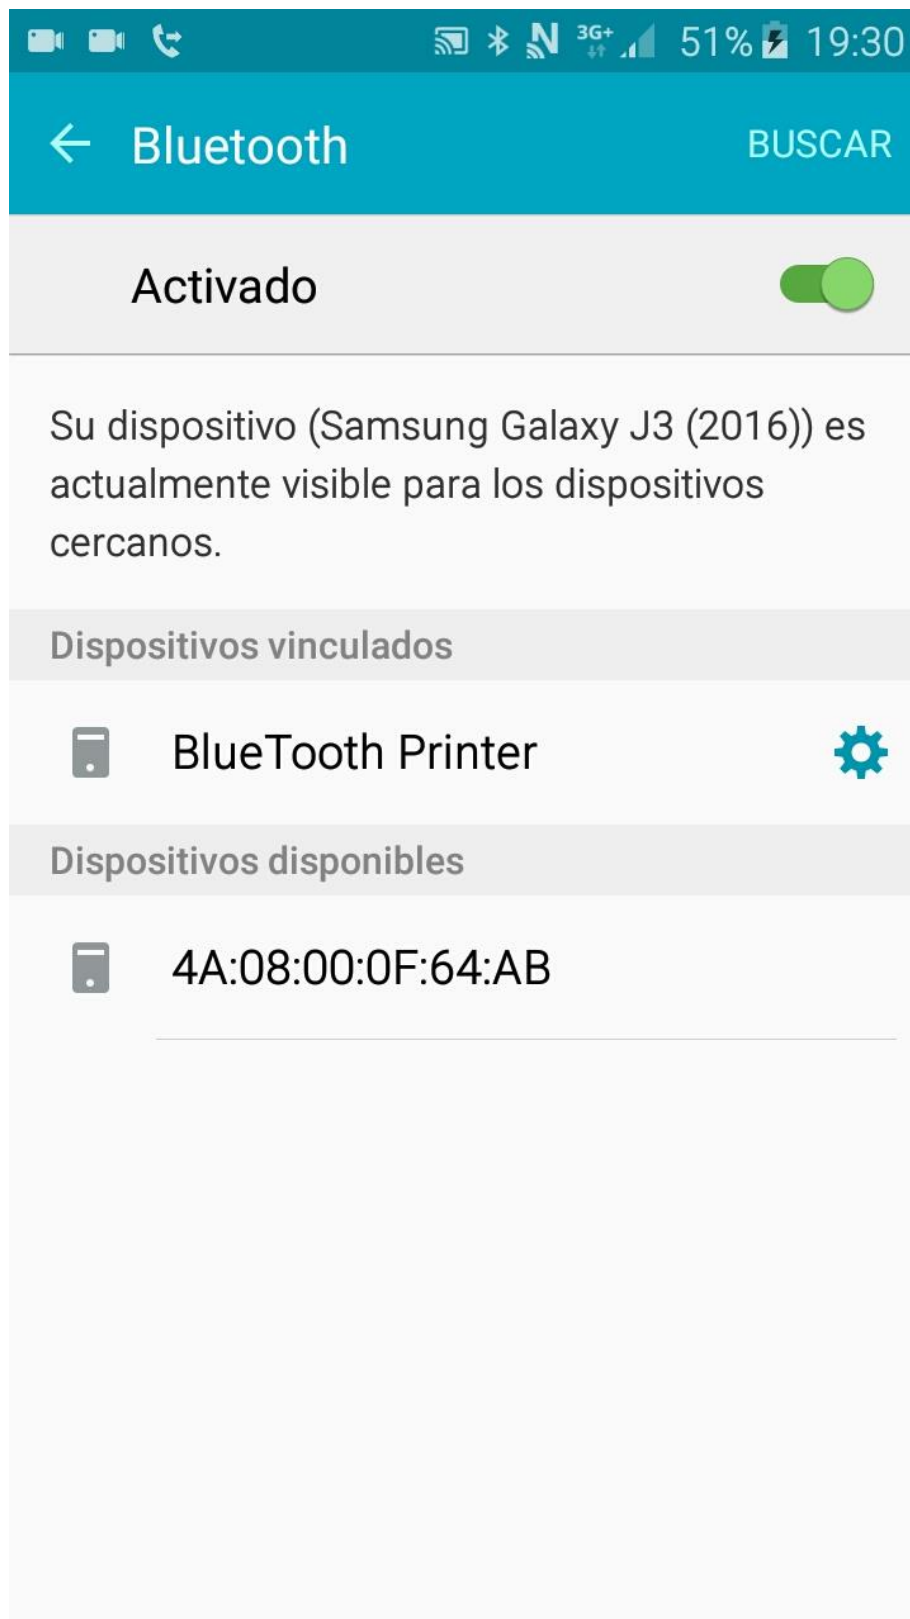 3G+ 51% 19:30
Bluetooth BUSCAR
Activado
Su dispositivo (Samsung Galaxy J3 (2016)) es
actualmente visible para los dispositivos
cercanos.
Dispositivos vinculados
BlueTooth Printer
Dispositivos disponibles
4A:08:00:0F:64:AB